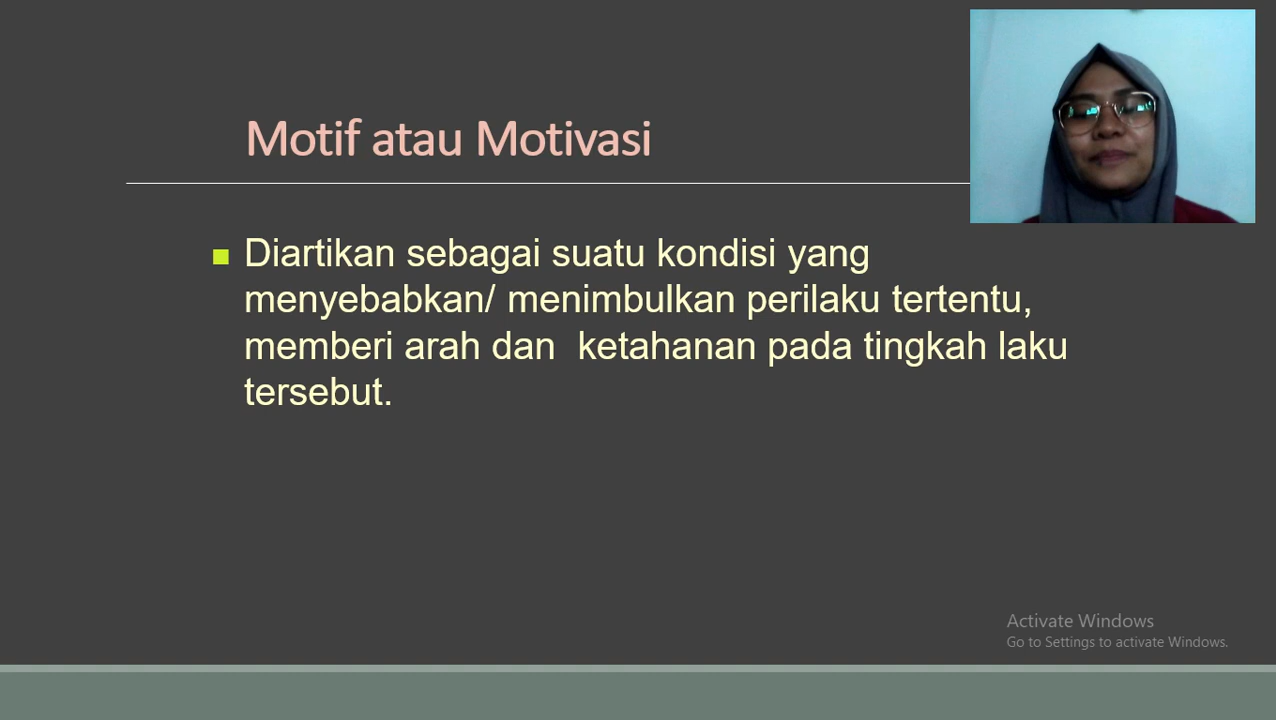 Motif atau Motivasi
Diartikan sebagai suatu kondisi yang
menyebabkan/ menimbulkan perilaku tertentu,
memberi arah dan  ketahanan pada tingkah laku
tersebut.
Activate Windows
Go to Settings to activate Windows.